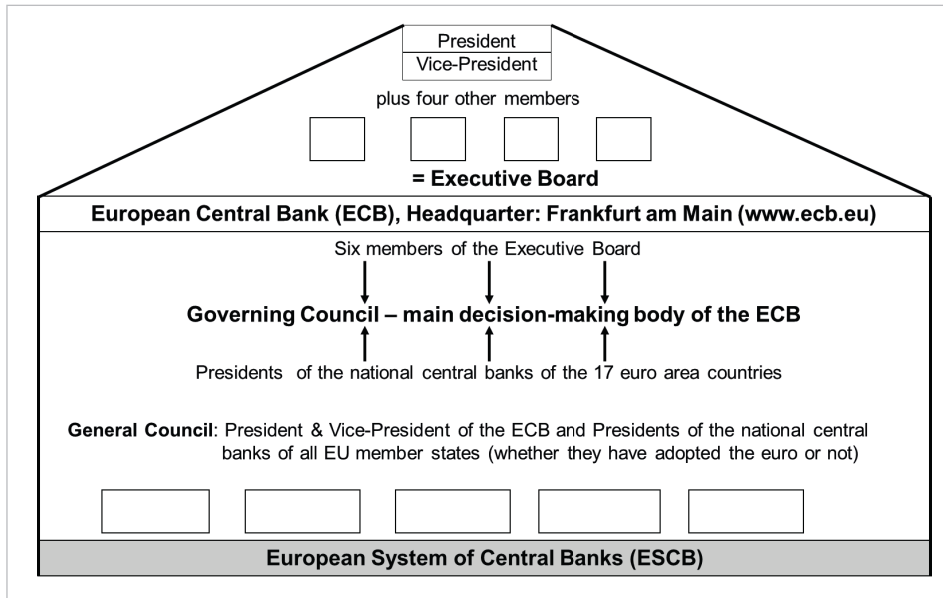 President
Vice-President
plus four other members
= Executive Board
European Central Bank (ECB), Headquarter: Frankfurt am Main (www.ecb.eu)
Six members of the Executive Board
Governing Council – main decision-making body of the ECB
Presidents of the national central banks of the 17 euro area countries
General Council: President & Vice-President of the ECB and Presidents of the national central
banks of all EU member states (whether they have adopted the euro or not)
European System of Central Banks (ESCB)